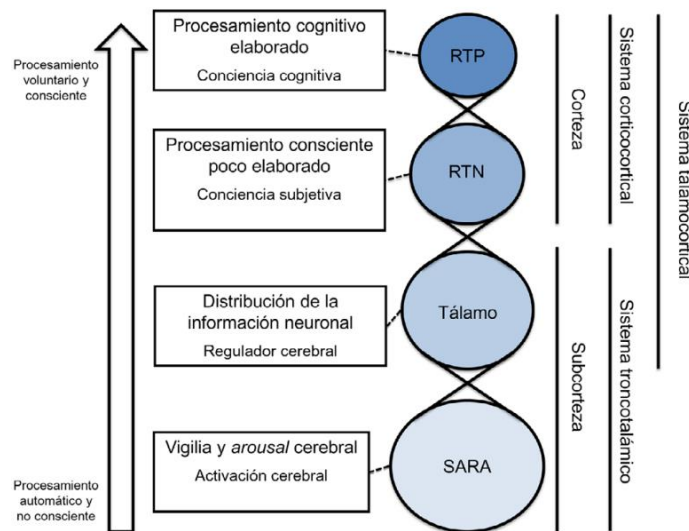 Procesamiento cognitivo
elaborado
Conciencia cognitiva
RTP
Procesamiento
voluntario y
consciente
Procesamiento consciente
poco elaborado
Conciencia subjetiva
RTN
Distribución de la
información neuronal
Regulador cerebral
Tálamo
Vigilia y arousal cerebral
Activación cerebral
SARA
Procesamiento
automático y
no consciente
Corteza
Subcorteza
Sistema corticocortical
Sistema troncotalámico
Sistema talamocortical